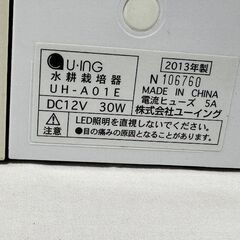 U·ING
水耕栽培器
UH-A01E
DC12V 30W
2013年製
N 106760
MADE IN CHINA
電流ヒューズ 5A
株式会社ユーイング
LED照明を直視しないでください。
●目の痛みの原因となることがあります。